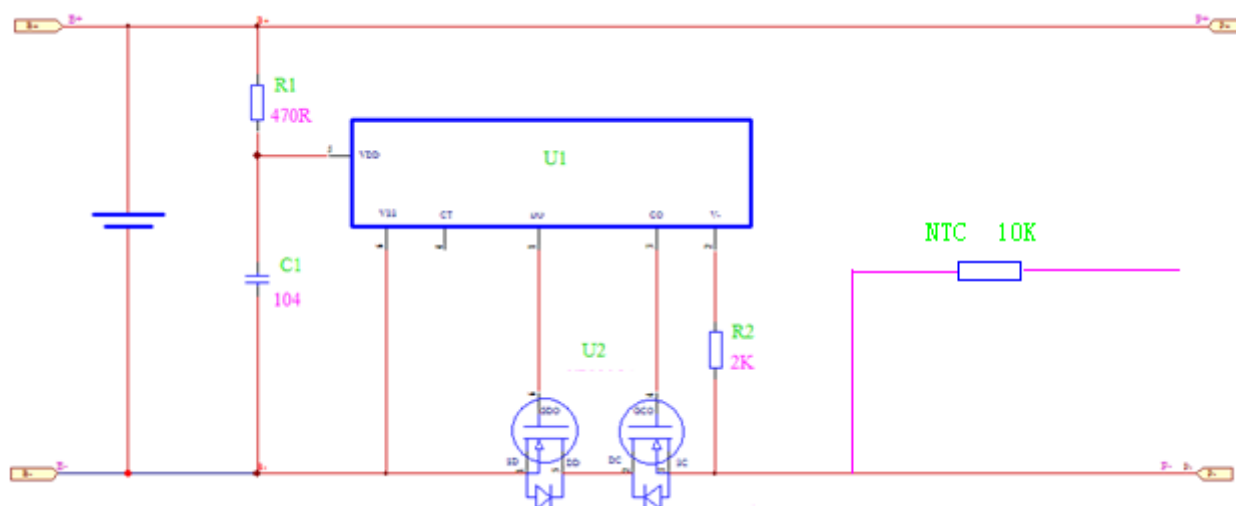 B+
P+
R1
470R
VDD
U1
VSS
CT
DO
CO
V-
NTC 10K
C1
104
R2
2K
U2
GDO
GCO
SD
DD
DC
SC
B-
P-